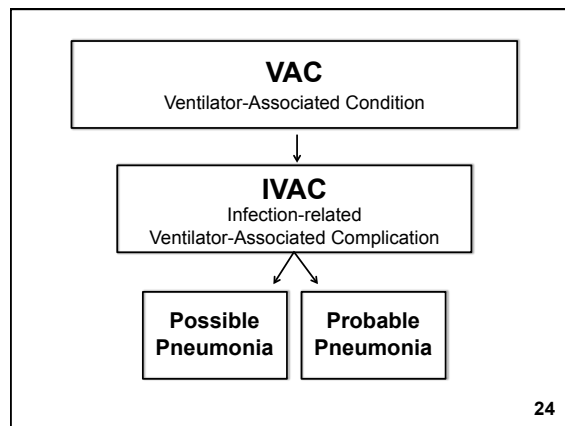 VAC
Ventilator-Associated Condition
IVAC
Infection-related
Ventilator-Associated Complication
Possible
Pneumonia
Probable
Pneumonia
24